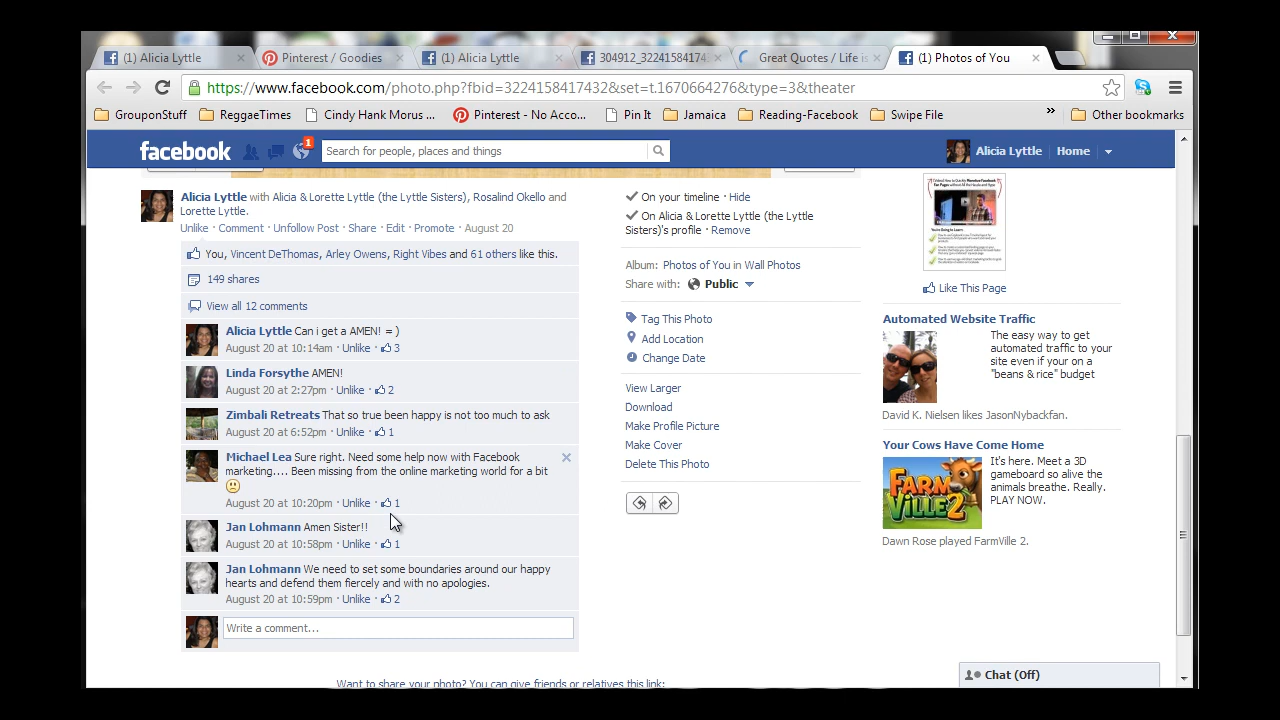 (1) Alicia Lyttle
Pinterest / Goodies
(1) Alicia Lyttle
304912_32241584174
Great Quotes / Life is
(1) Photos of You
https://www.facebook.com/photo.php?fbid=3224158417432&set=t.1670664276&type=3&theater
GrouponStuff
ReggaeTimes
Cindy Hank Morus ...
Pinterest - No Acco...
Pin It
Jamaica
Reading-Facebook
Swipe File
»
Other bookmarks
facebook
1
Search for people, places and things
Alicia Lyttle
Home
Alicia Lyttle with Alicia & Lorette Lyttle (the Lyttle Sisters), Rosalind Okello and
Lorette Lyttle.
Unlike · Comment · Unfollow Post · Share · Edit · Promote · August 20
Right Vibes and 61 others like this.
149 shares
View all 12 comments
Alicia Lyttle Can i get a AMEN! = )
August 20 at 10:14am · Unlike · 3
Linda Forsythe AMEN!
August 20 at 2:27pm · Unlike · 2
Zimbali Retreats That so true been happy is not too much to ask
August 20 at 6:52pm · Unlike · 1
Michael Lea Sure right. Need some help now with Facebook
marketing.... Been missing from the online marketing world for a bit
August 20 at 10:20pm · Unlike · 1
Jan Lohmann Amen Sister!!
August 20 at 10:58pm · Unlike · 1
Jan Lohmann We need to set some boundaries around our happy
hearts and defend them fiercely and with no apologies.
August 20 at 10:59pm · Unlike · 2
Write a comment...
Want to share your photo? You can give friends or relatives this link:
On your timeline · Hide
On Alicia & Lorette Lyttle (the Lyttle
Sisters)'s profile · Remove
Album: Photos of You in Wall Photos
Share with: Public
Tag This Photo
Add Location
Change Date
View Larger
Download
Make Profile Picture
Make Cover
Delete This Photo
Like This Page
Automated Website Traffic
The easy way to get
automated traffic to your
site even if your on a
"beans & rice" budget
David K. Nielsen likes JasonNybackfan.
Your Cows Have Come Home
FARM
VILLE 2
It's here. Meet a 3D
gameboard so alive the
animals breathe. Really.
PLAY NOW.
Dawn Rose played FarmVille 2.
Chat (Off)